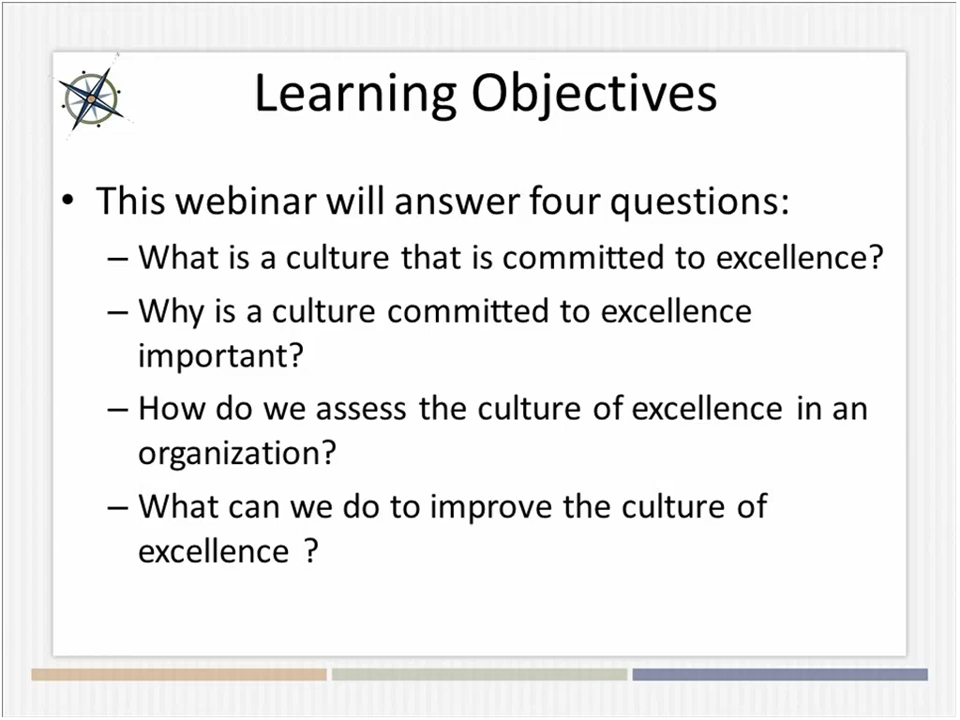 Learning Objectives
• This webinar will answer four questions:
– What is a culture that is committed to excellence?
– Why is a culture committed to excellence
important?
– How do we assess the culture of excellence in an
organization?
– What can we do to improve the culture of
excellence ?